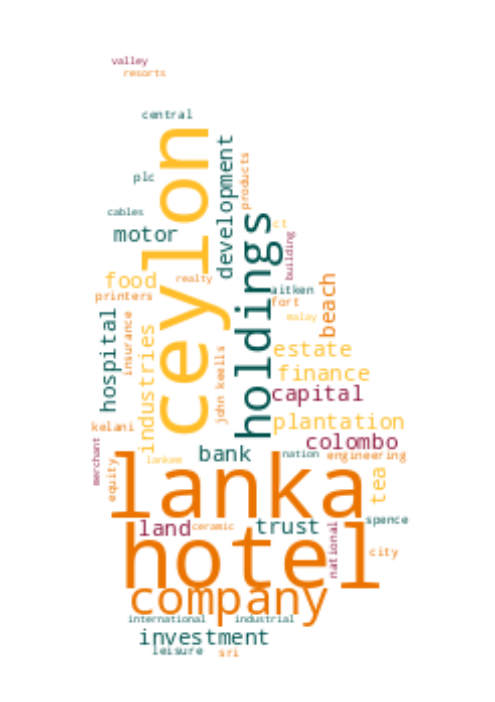 valley
resorts
central
ceylon
development
products
plc
cables
holdings
ct
motor
building
food
realty
aitken
printers
fort
beach
hospital
insurance
malay
industries
john keells
estate
finance
capital
plantation
kelani
colombo
merchant
bank
nation
engineering
equity
lankem
lanka
tea
land
ceramic
trust
spence
national
hotel
city
company
international
industrial
investment
leisure
sri